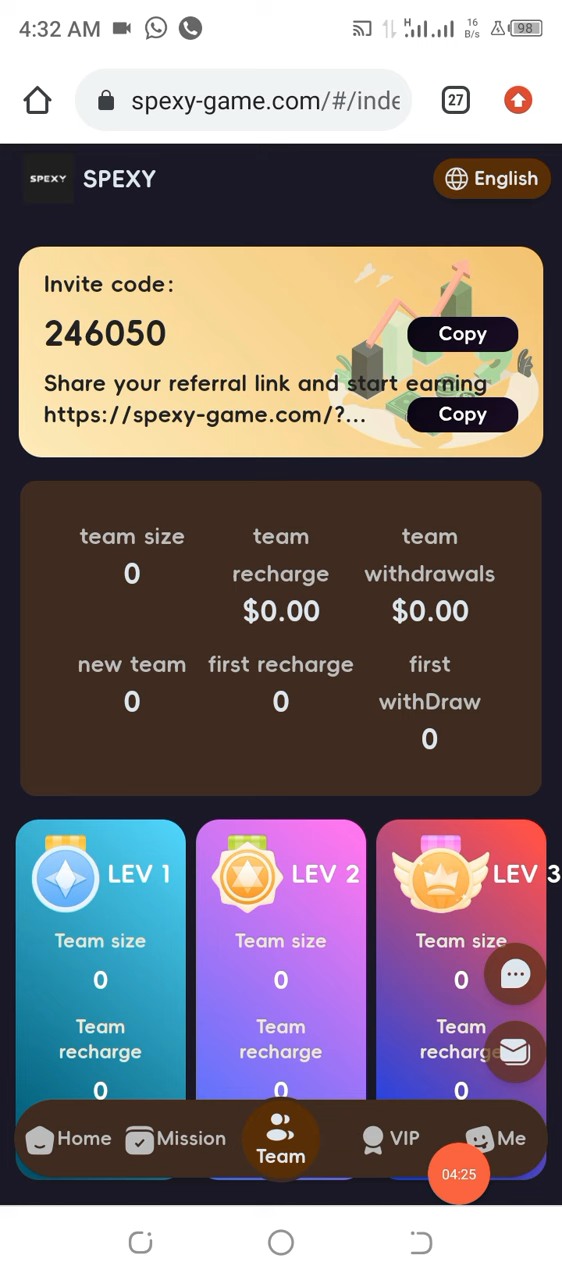 4:32 AM
H
16
B/s
98
spexy-game.com/#/inde
27
SPEXY
SPEXY
English
Invite code:
246050
Copy
Share your referral link and start earning
https://spexy-game.com/?...
Copy
team size
0
team
recharge
$0.00
team
withdrawals
$0.00
new team
0
first recharge
0
first
withDraw
0
LEV 1
Team size
0
Team
recharge
0
LEV 2
Team size
0
Team
recharge
0
LEV 3
Team size
0
Team
recharge
0
Home
Mission
Team
VIP
Me
04:25